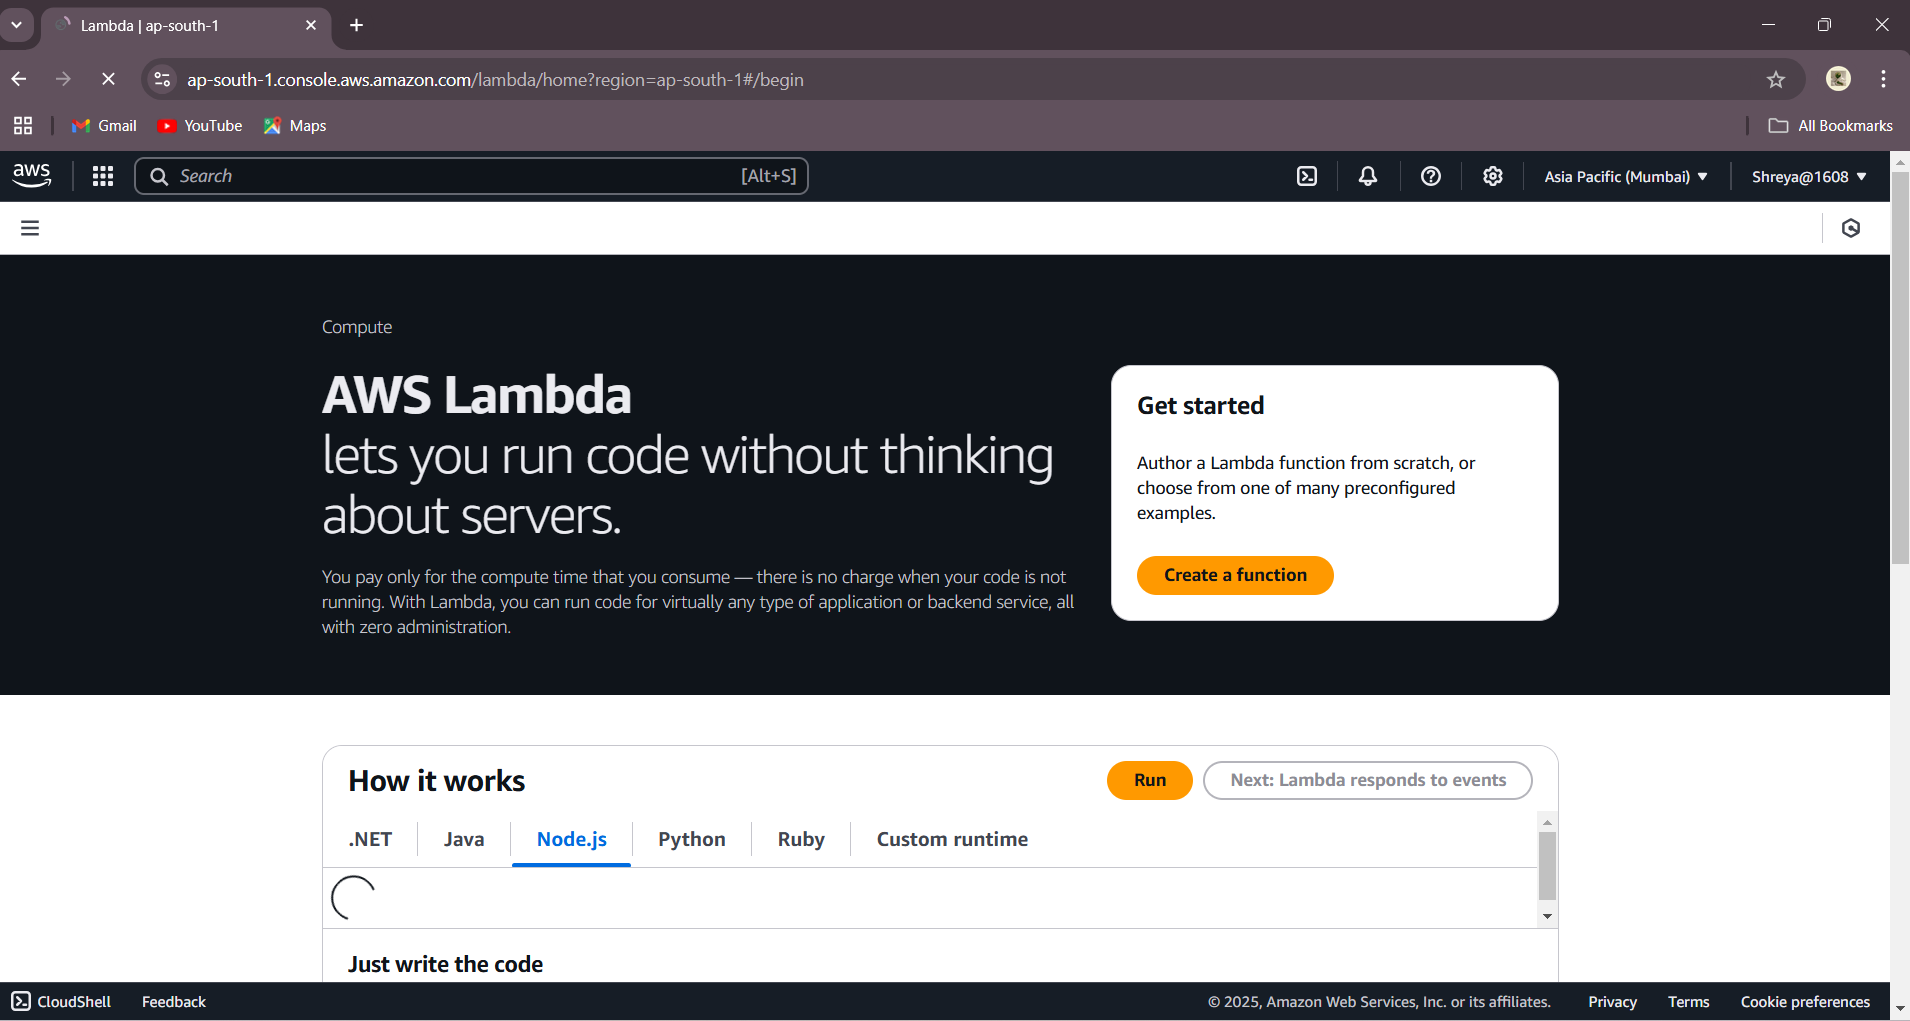 Lambda | ap-south-1
ap-south-1.console.aws.amazon.com/lambda/home?region=ap-south-1#/begin
Gmail
YouTube
Maps
All Bookmarks
aws
Search
[Alt+S]
Asia Pacific (Mumbai)
Shreya@1608
Compute
AWS Lambda
lets you run code without thinking
about servers.
You pay only for the compute time that you consume — there is no charge when your code is not
running. With Lambda, you can run code for virtually any type of application or backend service, all
with zero administration.
Get started
Author a Lambda function from scratch, or
choose from one of many preconfigured
examples.
Create a function
How it works
Run
Next: Lambda responds to events
.NET
Java
Node.js
Python
Ruby
Custom runtime
Just write the code
CloudShell
Feedback
© 2025, Amazon Web Services, Inc. or its affiliates.
Privacy
Terms
Cookie preferences